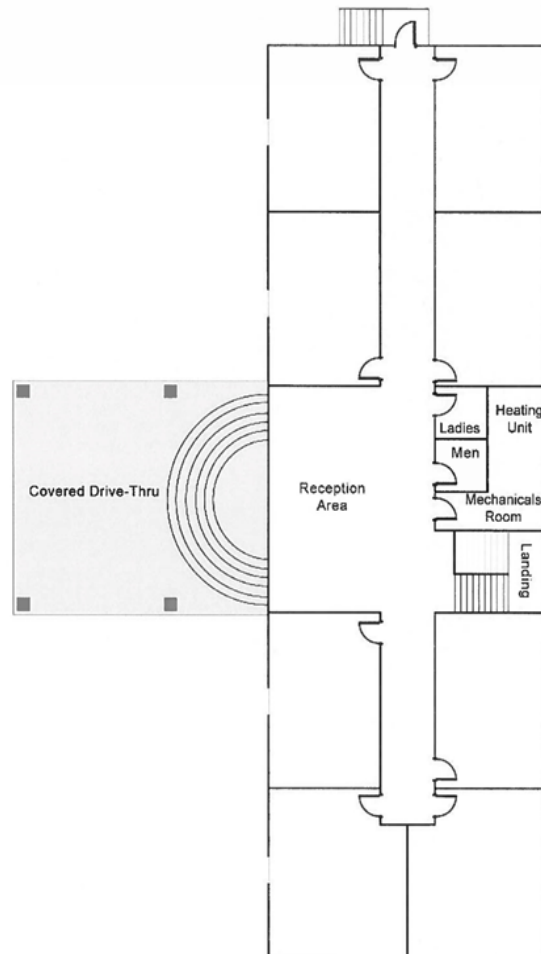 Ladies
Heating
Unit
Men
Covered Drive-Thru
Reception
Area
Mechanicals
Room
Landing